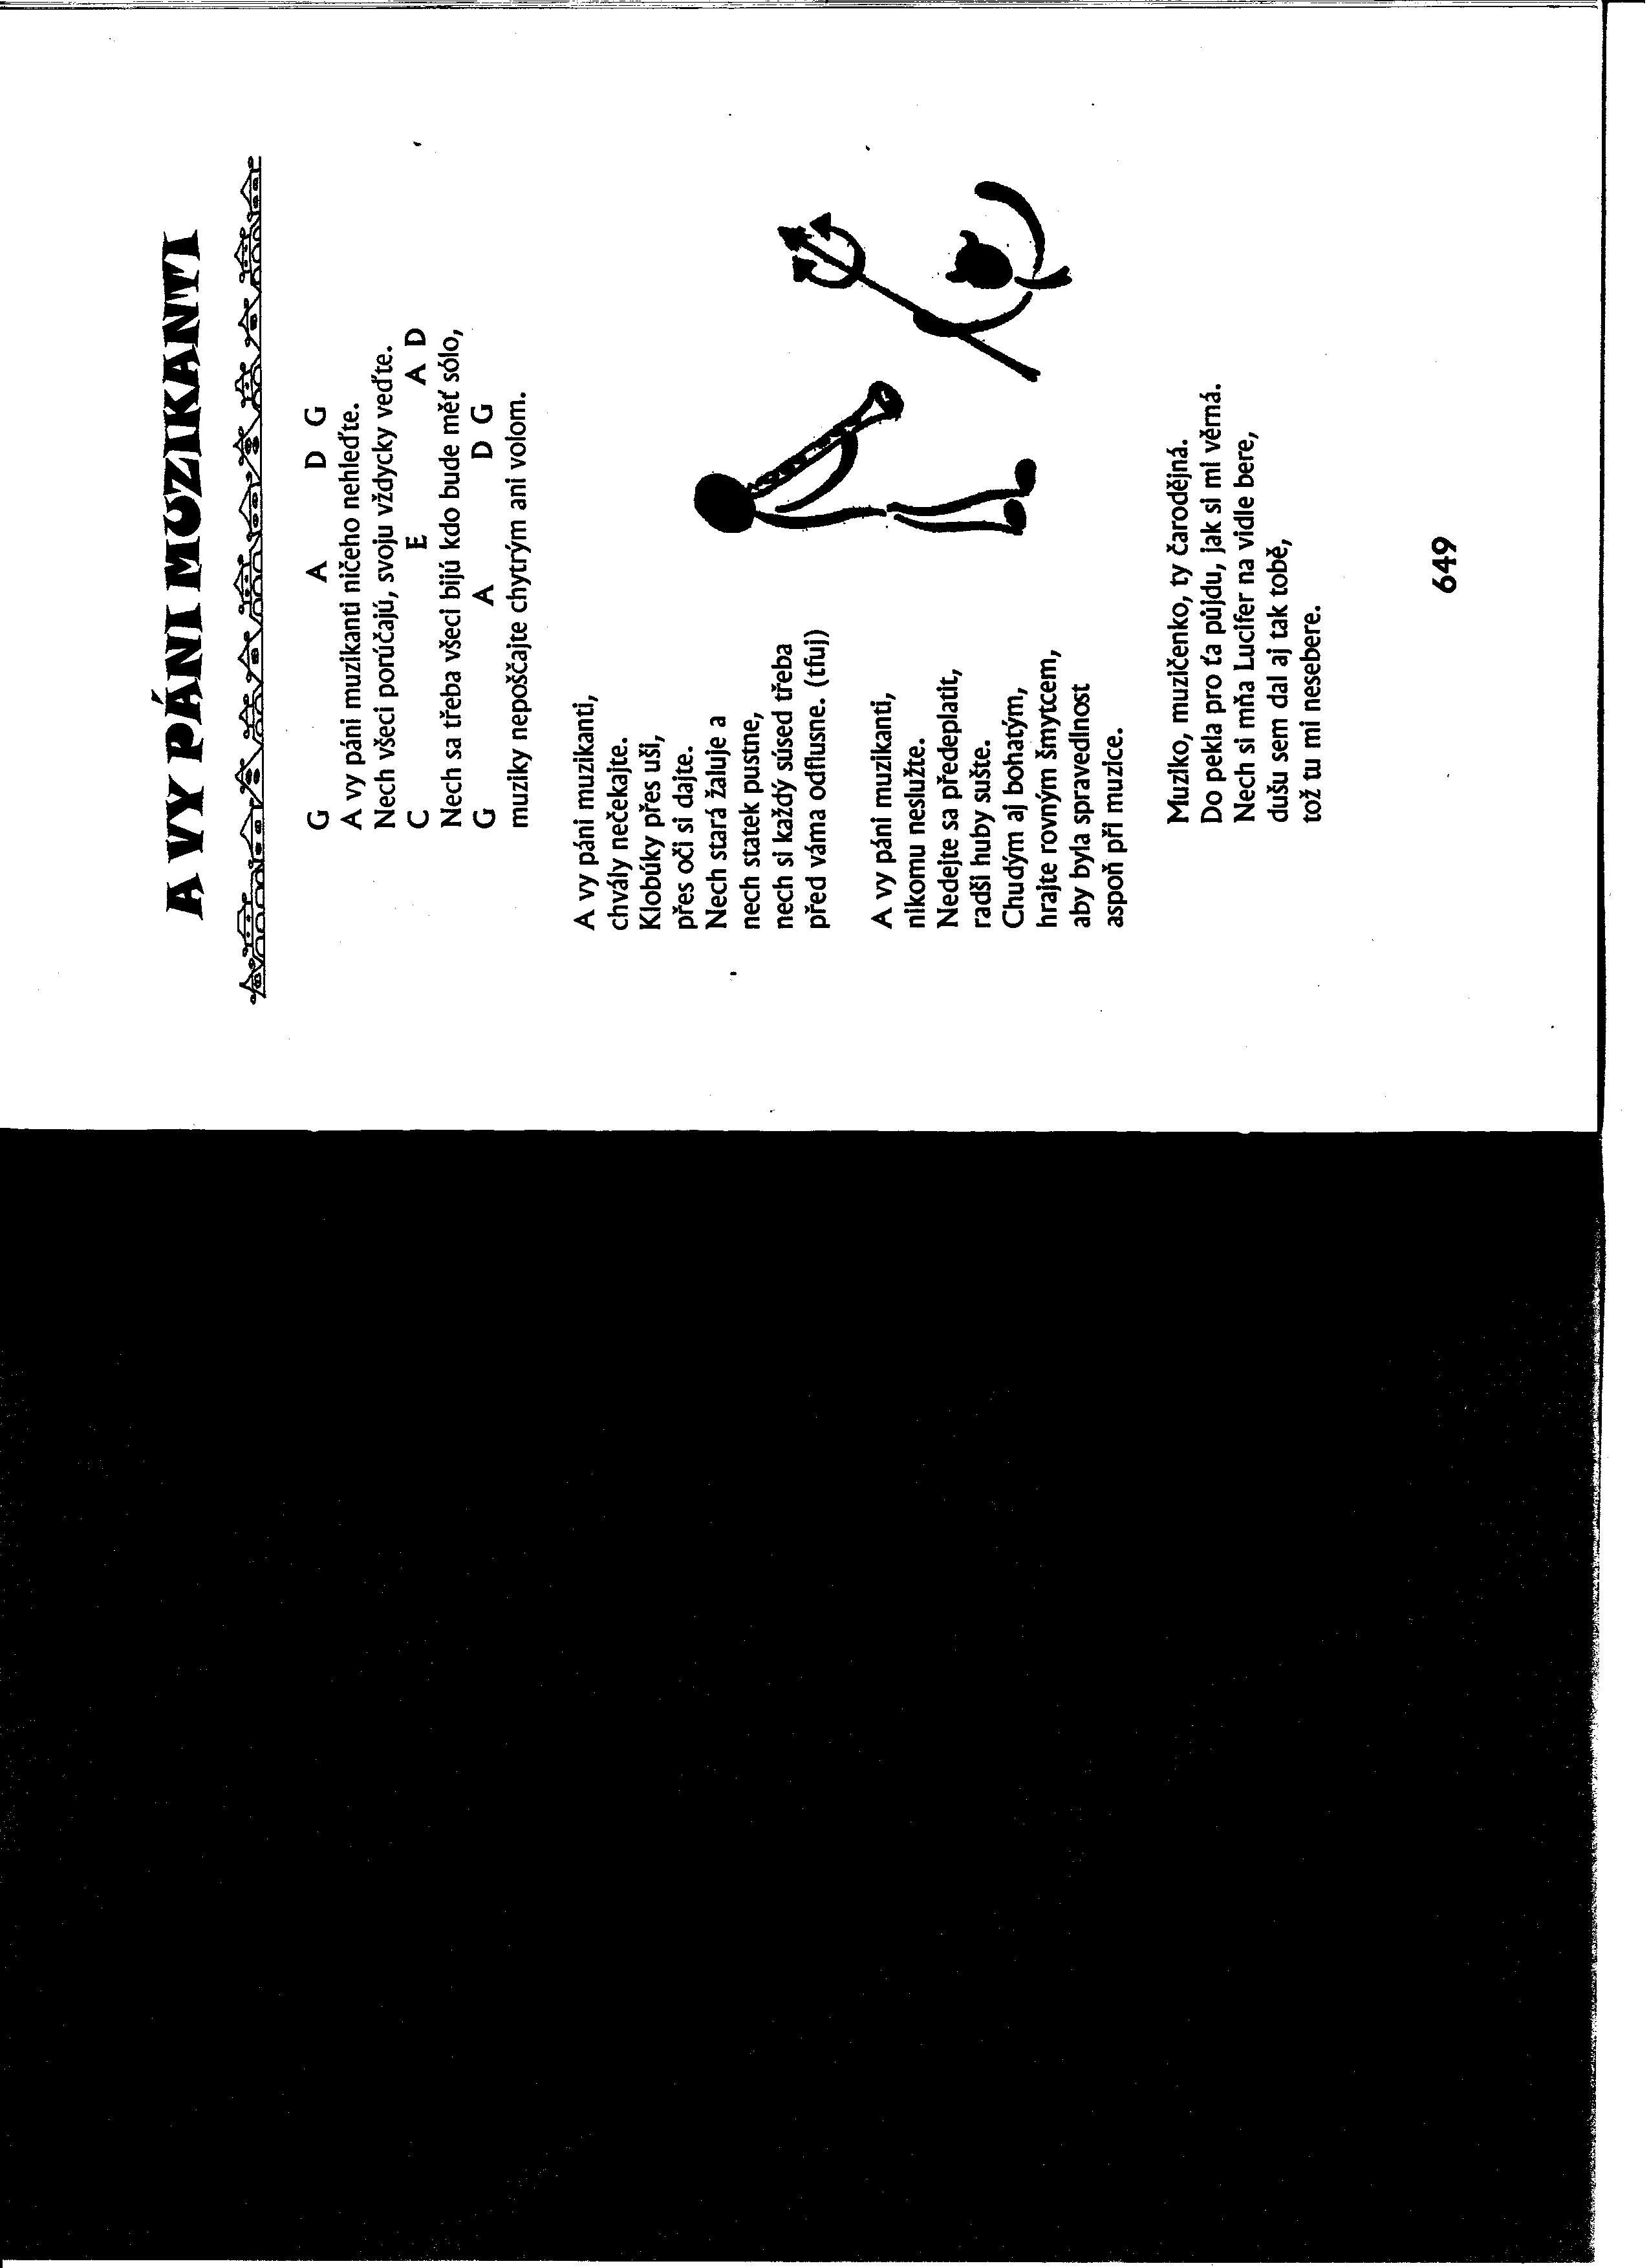 A VY PÁNI MUZIKANTI
G A D G
A vy páni muzikanti ničeho nehleďte.
Nech všeci porúčajú, svoju vždycky veďte.
C E A D
Nech sa třeba všeci bijú kdo bude měť sólo,
G A D G
muziky nepoščajte chytrým ani volom.
A vy páni muzikanti,
chvály nečekajte.
Klobúky přes uši,
přes oči si dajte.
Nech stará žaluje a
nech statek pustne,
nech si každý súsed třeba
před váma odflusne. (tfuj)
A vy páni muzikanti,
nikomu neslužte.
Nedejte sa předeplatit,
radši huby sušte.
Chudým aj bohatým,
hrajte rovným šmytcem,
aby byla spravedlnost
aspoň při muzice.
Muziko, muzičenko, ty čarodějná.
Do pekla pro ťa půjdu, jak si mi věrná.
Nech si mňa Lucifer na vidle bere,
dušu sem dal aj tak tobě,
tož tu mi nesebere.
649